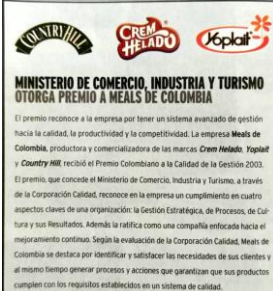 COUNTRY HILL
CREM HELADO
Yoplait
MINISTERIO DE COMERCIO, INDUSTRIA Y TURISMO
OTORGA PREMIO A MEALS DE COLOMBIA
El premio reconoce a la empresa por tener un sistema avanzado de gestión
hacia la calidad, la productividad y la competitividad. La empresa Meals de
Colombia, productora y comercializadora de las marcas Crem Helado, Yoplait
y Country Hill, recibió el Premio Colombiano a la Calidad de la Gestión 2003.
El premio, que concede el Ministerio de Comercio, Industria y Turismo, a través
de la Corporación Calidad, reconoce en la empresa un cumplimiento en cuatro
aspectos claves de una organización: la Gestión Estratégica, de Procesos, de Cul-
tura y sus Resultados. Además la ratifica como una compañía enfocada hacia el
mejoramiento continuo. Según la evaluación de la Corporación Calidad, Meals de
Colombia se destaca por identificar y satisfacer las necesidades de sus clientes y
al mismo tiempo generar procesos y acciones que garantizan que sus productos
cumplen con los requisitos establecidos en un sistema de calidad.